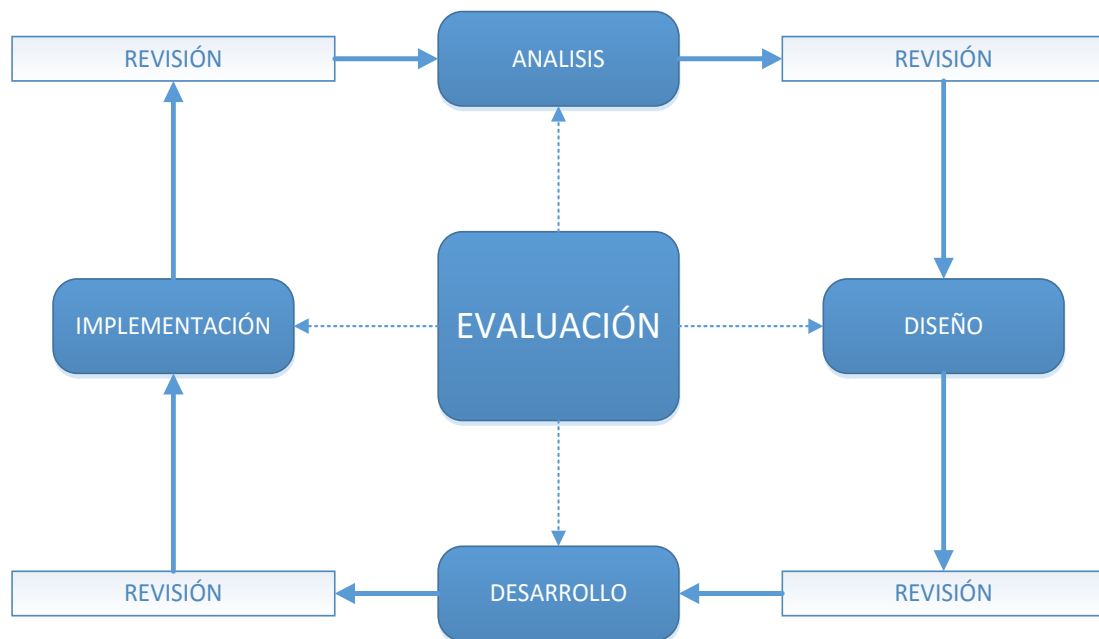 REVISIÓN
ANALISIS
REVISIÓN
IMPLEMENTACIÓN
EVALUACIÓN
DISEÑO
REVISIÓN
DESARROLLO
REVISIÓN